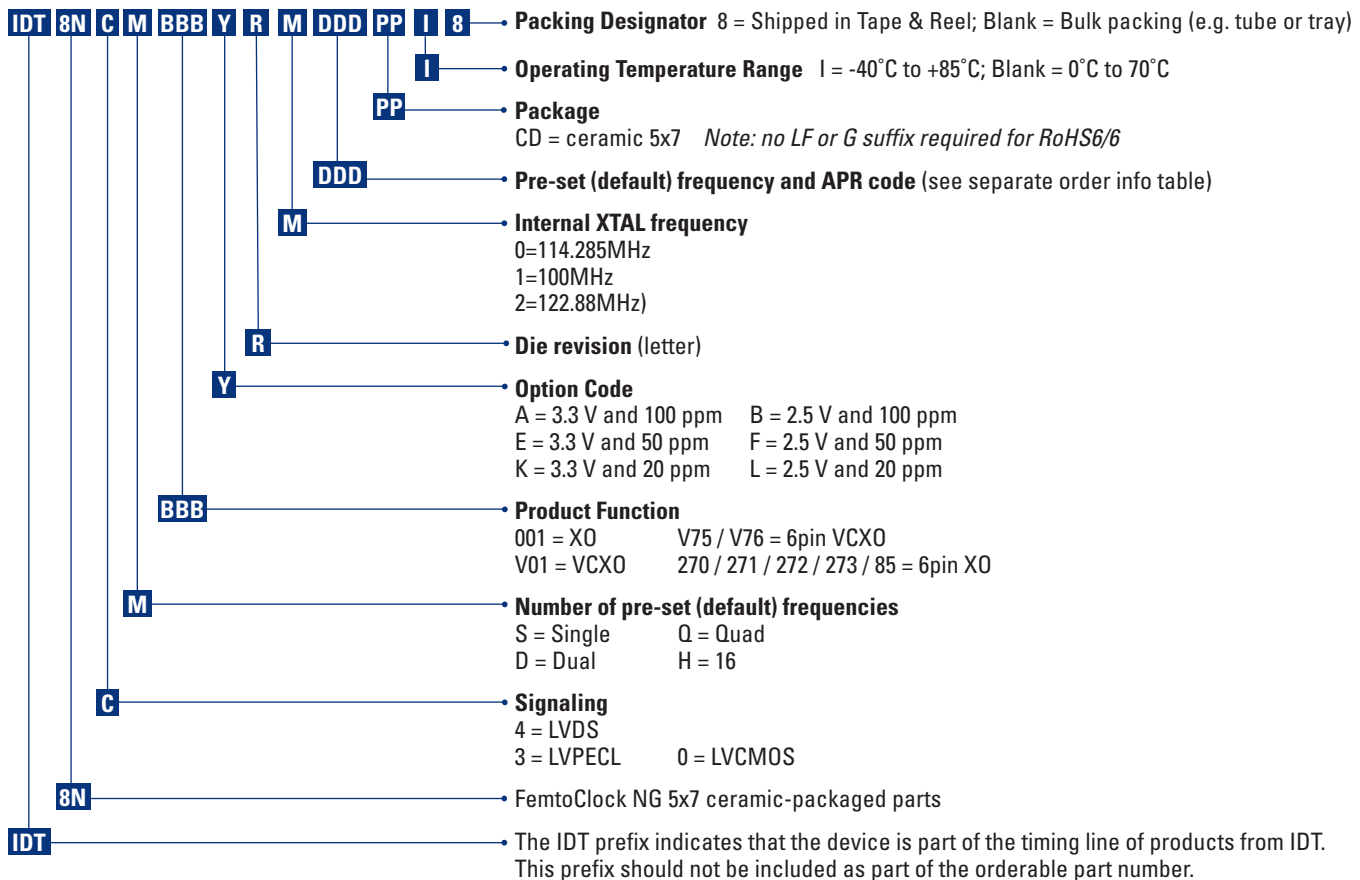 IDT 8N C M BBB Y R M DDD PP I 8 Packing Designator 8 = Shipped in Tape & Reel; Blank = Bulk packing (e.g. tube or tray)
I Operating Temperature Range I = -40˚C to +85˚C; Blank = 0˚C to 70˚C
PP Package
CD = ceramic 5x7 Note: no LF or G suffix required for RoHS6/6
DDD Pre-set (default) frequency and APR code (see separate order info table)
M Internal XTAL frequency
0=114.285MHz
1=100MHz
2=122.88MHz)
R Die revision (letter)
Y Option Code
A = 3.3 V and 100 ppm B = 2.5 V and 100 ppm
E = 3.3 V and 50 ppm F = 2.5 V and 50 ppm
K = 3.3 V and 20 ppm L = 2.5 V and 20 ppm
BBB Product Function
001 = XO V75 / V76 = 6pin VCXO
V01 = VCXO 270 / 271 / 272 / 273 / 85 = 6pin XO
M Number of pre-set (default) frequencies
S = Single Q = Quad
D = Dual H = 16
C Signaling
4 = LVDS
3 = LVPECL 0 = LVCMOS
8N FemtoClock NG 5x7 ceramic-packaged parts
IDT The IDT prefix indicates that the device is part of the timing line of products from IDT.
This prefix should not be included as part of the orderable part number.